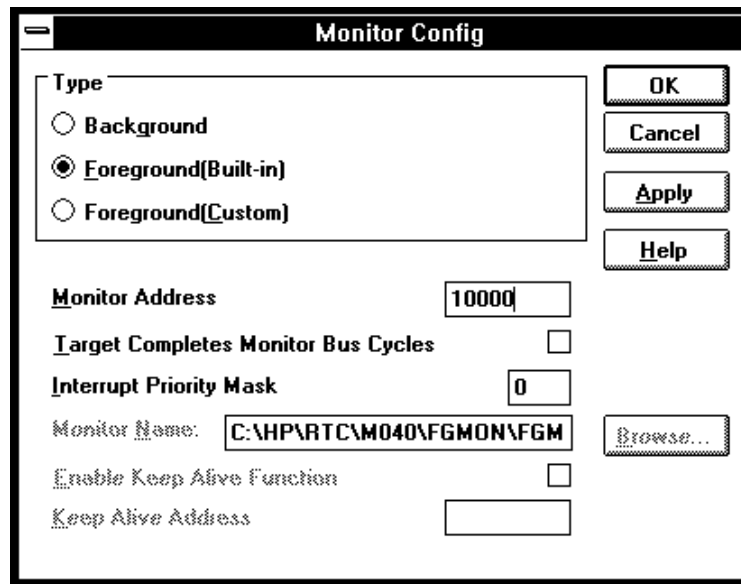 Monitor Config
Type
Background
Foreground(Built-in)
Foreground(Custom)
OK
Cancel
Apply
Help
Monitor Address 10000
Target Completes Monitor Bus Cycles
Interrupt Priority Mask 0
Monitor Name: C:\HP\RTC\M040\FGMON\FGM Browse...
Enable Keep Alive Function
Keep Alive Address